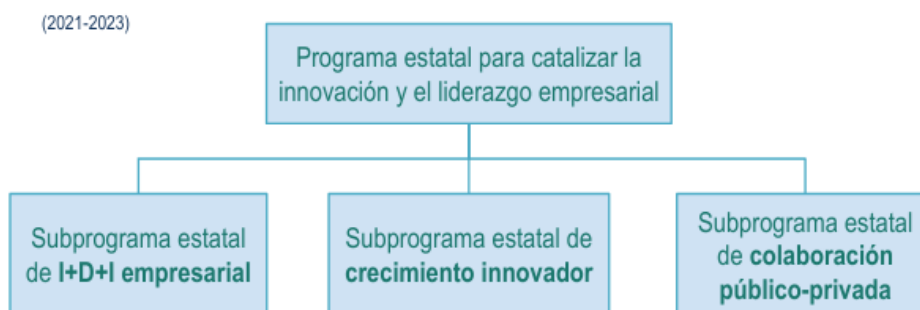 (2021-2023)
Programa estatal para catalizar la
innovación y el liderazgo empresarial
Subprograma estatal
de I+D+I empresarial
Subprograma estatal de
crecimiento innovador
Subprograma estatal
de colaboración
público-privada